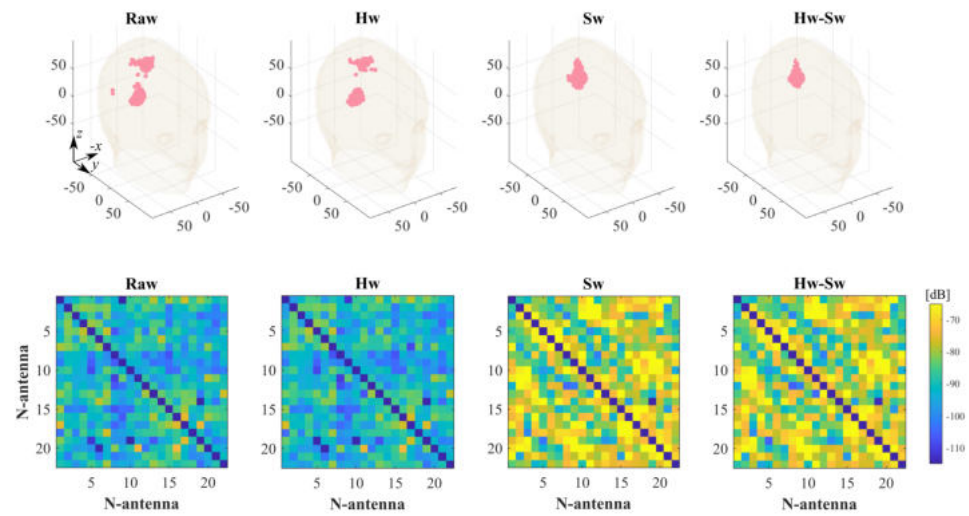 Raw Hw Sw Hw-Sw
50 50 50 50
0 0 0 0
-50 -50 -50 -50
z
-x
y
-50 -50 -50 -50
0 -50 0 -50 0 -50 0 -50
50 0 50 0 50 0 50 0
50 50 50 50
Raw Hw Sw Hw-Sw
[dB]
-70
5 5 5 5
-80
N-antenna
10 10 10 10
-90
15 15 15 15
-100
20 20 20 20
-110
5 10 15 20 5 10 15 20 5 10 15 20 5 10 15 20
N-antenna N-antenna N-antenna N-antenna